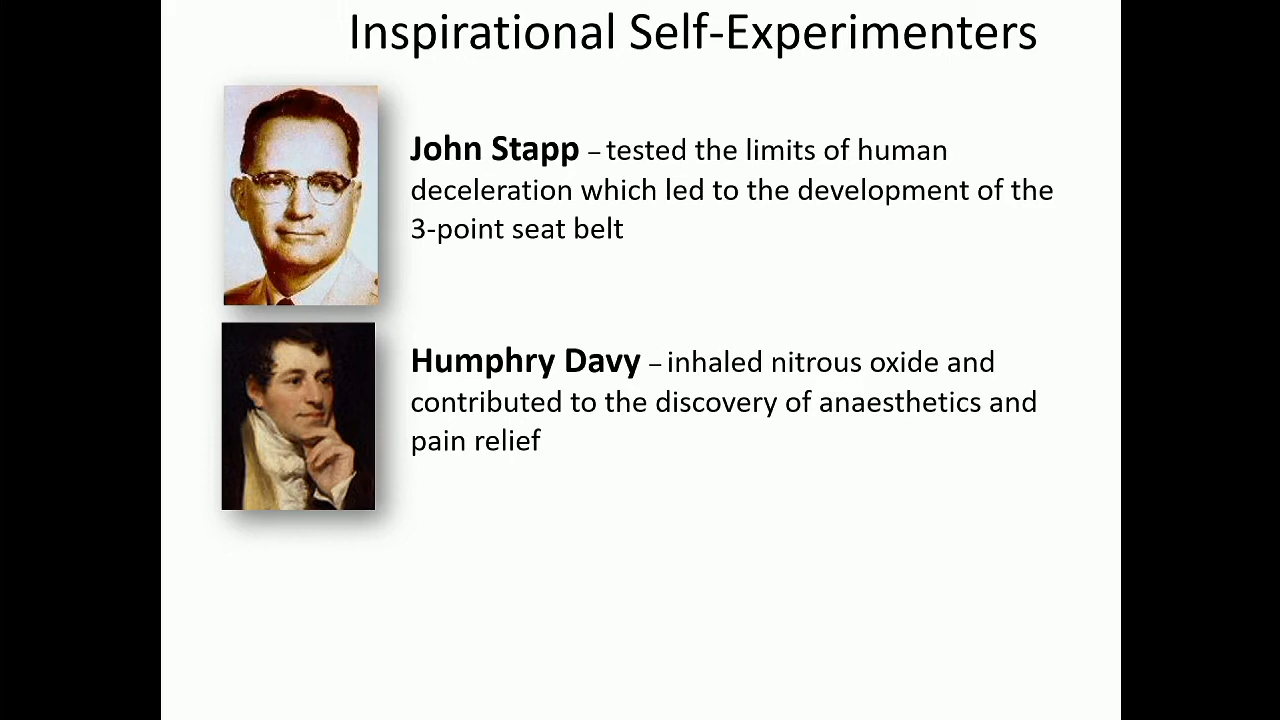 Inspirational Self-Experimenters
John Stapp – tested the limits of human
deceleration which led to the development of the
3-point seat belt
Humphry Davy – inhaled nitrous oxide and
contributed to the discovery of anaesthetics and
pain relief